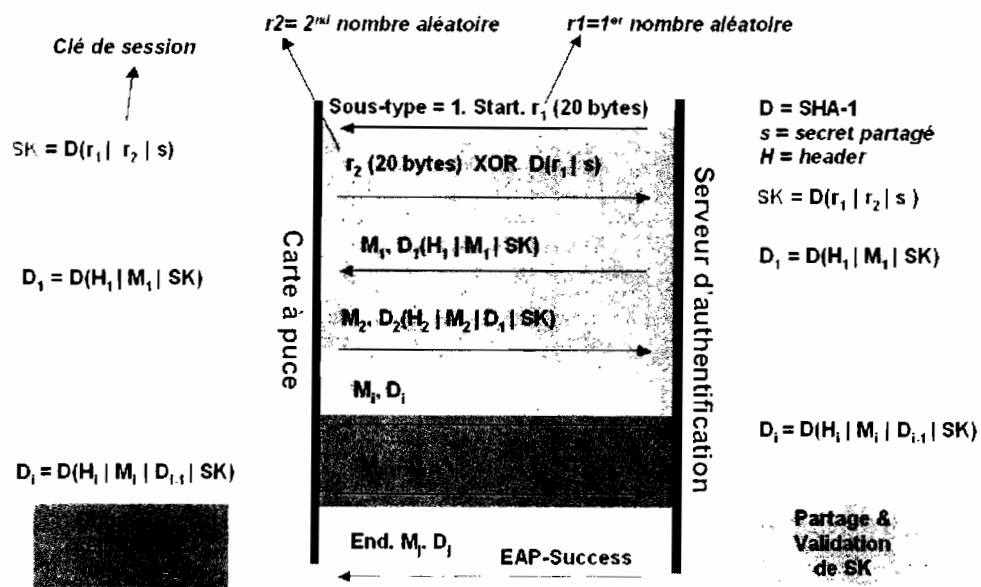 r2= 2nd nombre aléatoire
r1=1er nombre aléatoire
Clé de session
Sous-type = 1. Start. r1 (20 bytes)
D = SHA-1
s = secret partagé
H = header
SK = D(r1 | r2 | s)
r2 (20 bytes) XOR D(r1 | s)
SK = D(r1 | r2 | s)
M1, D1(H1 | M1 | SK)
D1 = D(H1 | M1 | SK)
D1 = D(H1 | M1 | SK)
Carte à puce
Serveur d'authentification
M2, D2(H2 | M2 | D1 | SK)
Mi, Di
Di = D(Hi | Mi | Di-1 | SK)
Di = D(Hi | Mi | Di-1 | SK)
End. Mj. Dj
EAP-Success
Partage &
Validation
de SK